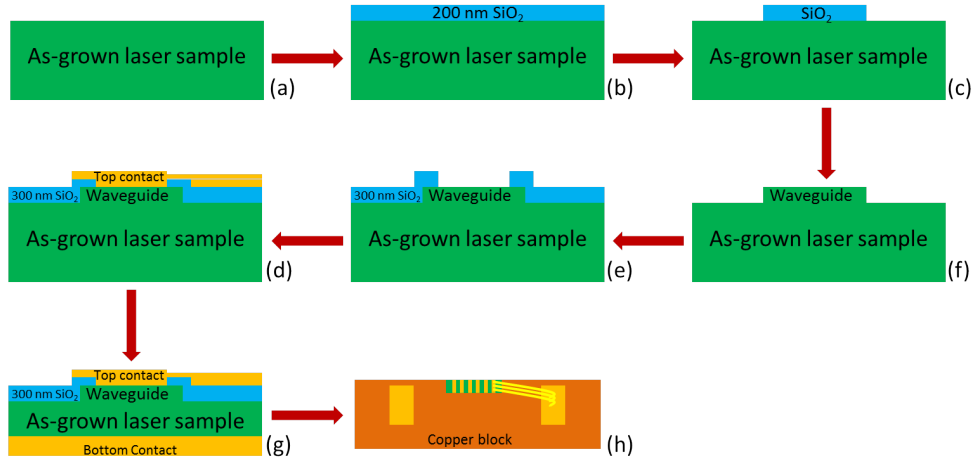 As-grown laser sample
(a)
200 nm SiO₂
As-grown laser sample
(b)
SiO₂
As-grown laser sample
(c)
Top contact
300 nm SiO₂
Waveguide
As-grown laser sample
(d)
300 nm SiO₂
Waveguide
As-grown laser sample
(e)
Waveguide
As-grown laser sample
(f)
Top contact
300 nm SiO₂
Waveguide
As-grown laser sample
Bottom Contact
(g)
Copper block
(h)